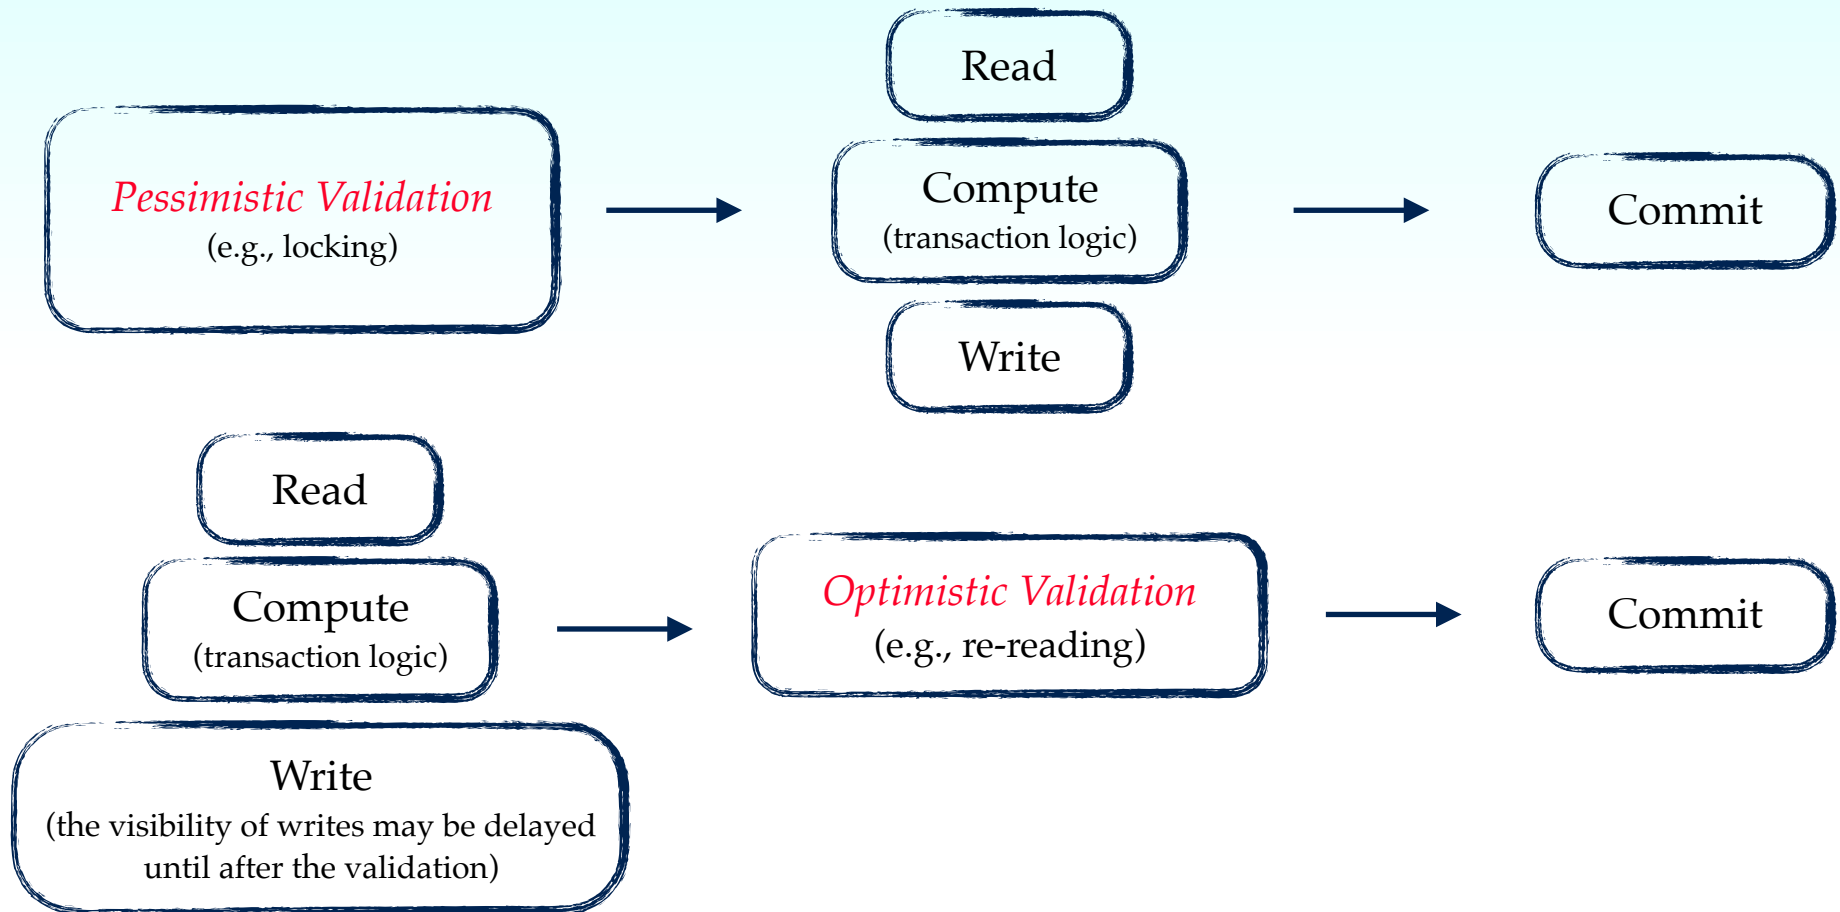 Pessimistic Validation
(e.g., locking)
Read
Compute
(transaction logic)
Write
Commit
Read
Compute
(transaction logic)
Write
(the visibility of writes may be delayed
until after the validation)
Optimistic Validation
(e.g., re-reading)
Commit